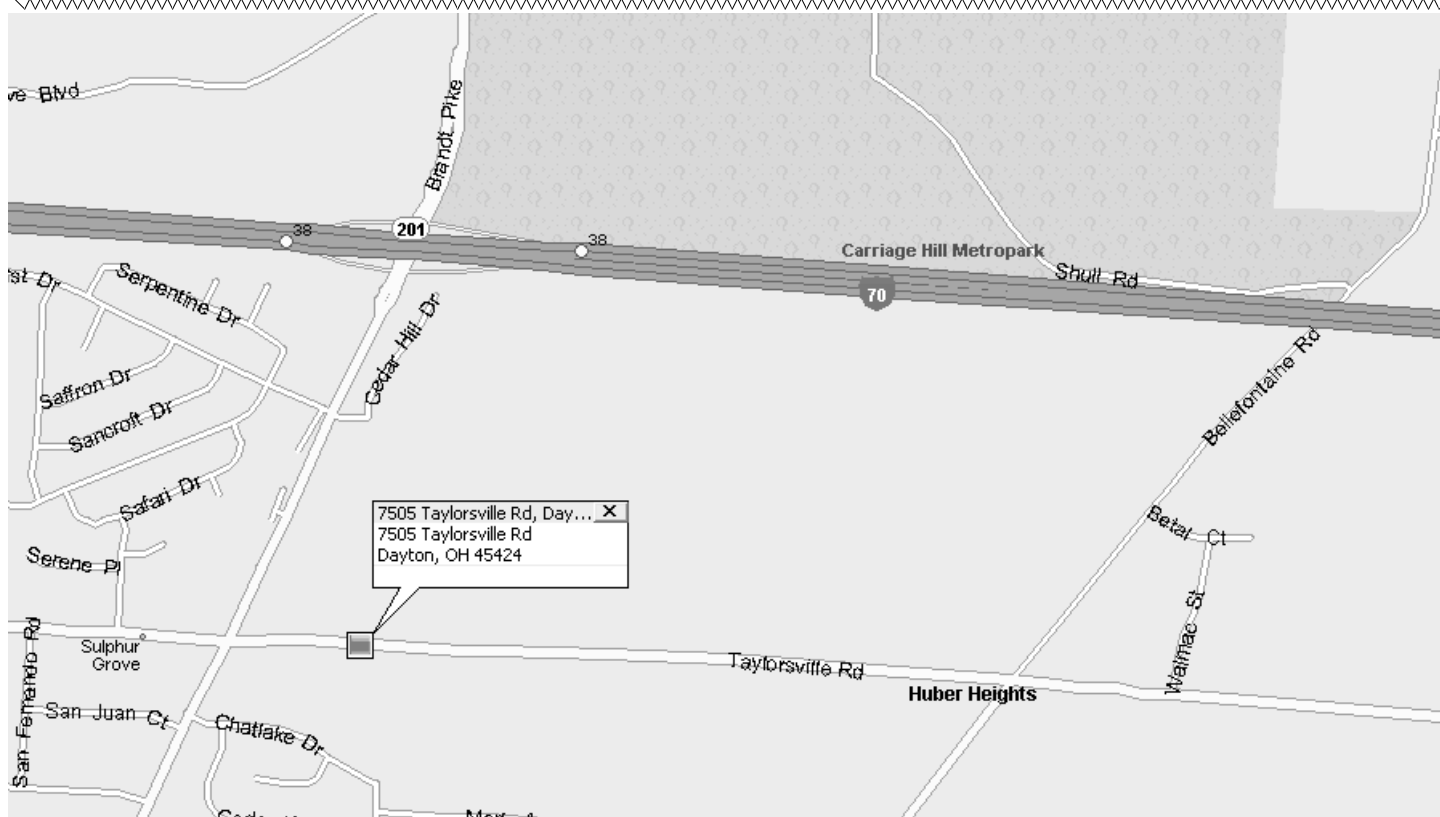 ve Blvd
Brandt Pike
201
38
38
Carriage Hill Metropark
Shull Rd
70
rst Dr
Serpentine Dr
Cedar Hill Dr
Saffron Dr
Sancroft Dr
Bellefontaine Rd
Safari Dr
7505 Taylorsville Rd, Day... X
7505 Taylorsville Rd
Dayton, OH 45424
Betat Ct
Serene Pl
Walmac St
San Fernando Rd
Sulphur
Grove
Taylorsville Rd
Huber Heights
San Juan Ct
Chatlake Dr